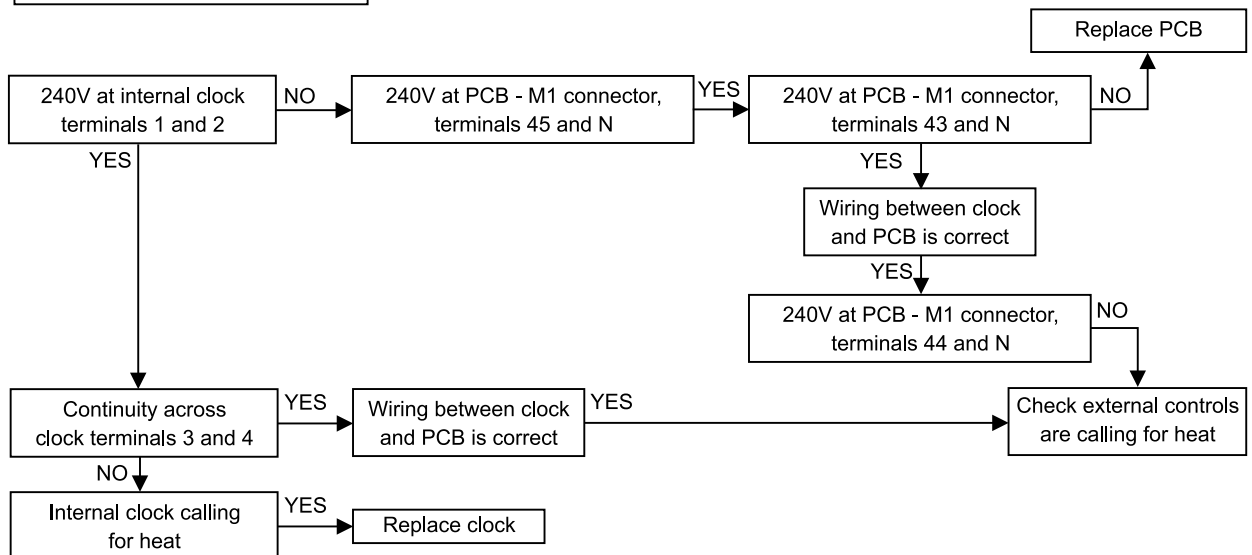 Replace PCB
240V at internal clock
terminals 1 and 2
NO
240V at PCB - M1 connector,
terminals 45 and N
YES
240V at PCB - M1 connector,
terminals 43 and N
NO
YES
YES
Wiring between clock
and PCB is correct
YES
240V at PCB - M1 connector,
terminals 44 and N
NO
Continuity across
clock terminals 3 and 4
YES
Wiring between clock
and PCB is correct
YES
Check external controls
are calling for heat
NO
Internal clock calling
for heat
YES
Replace clock